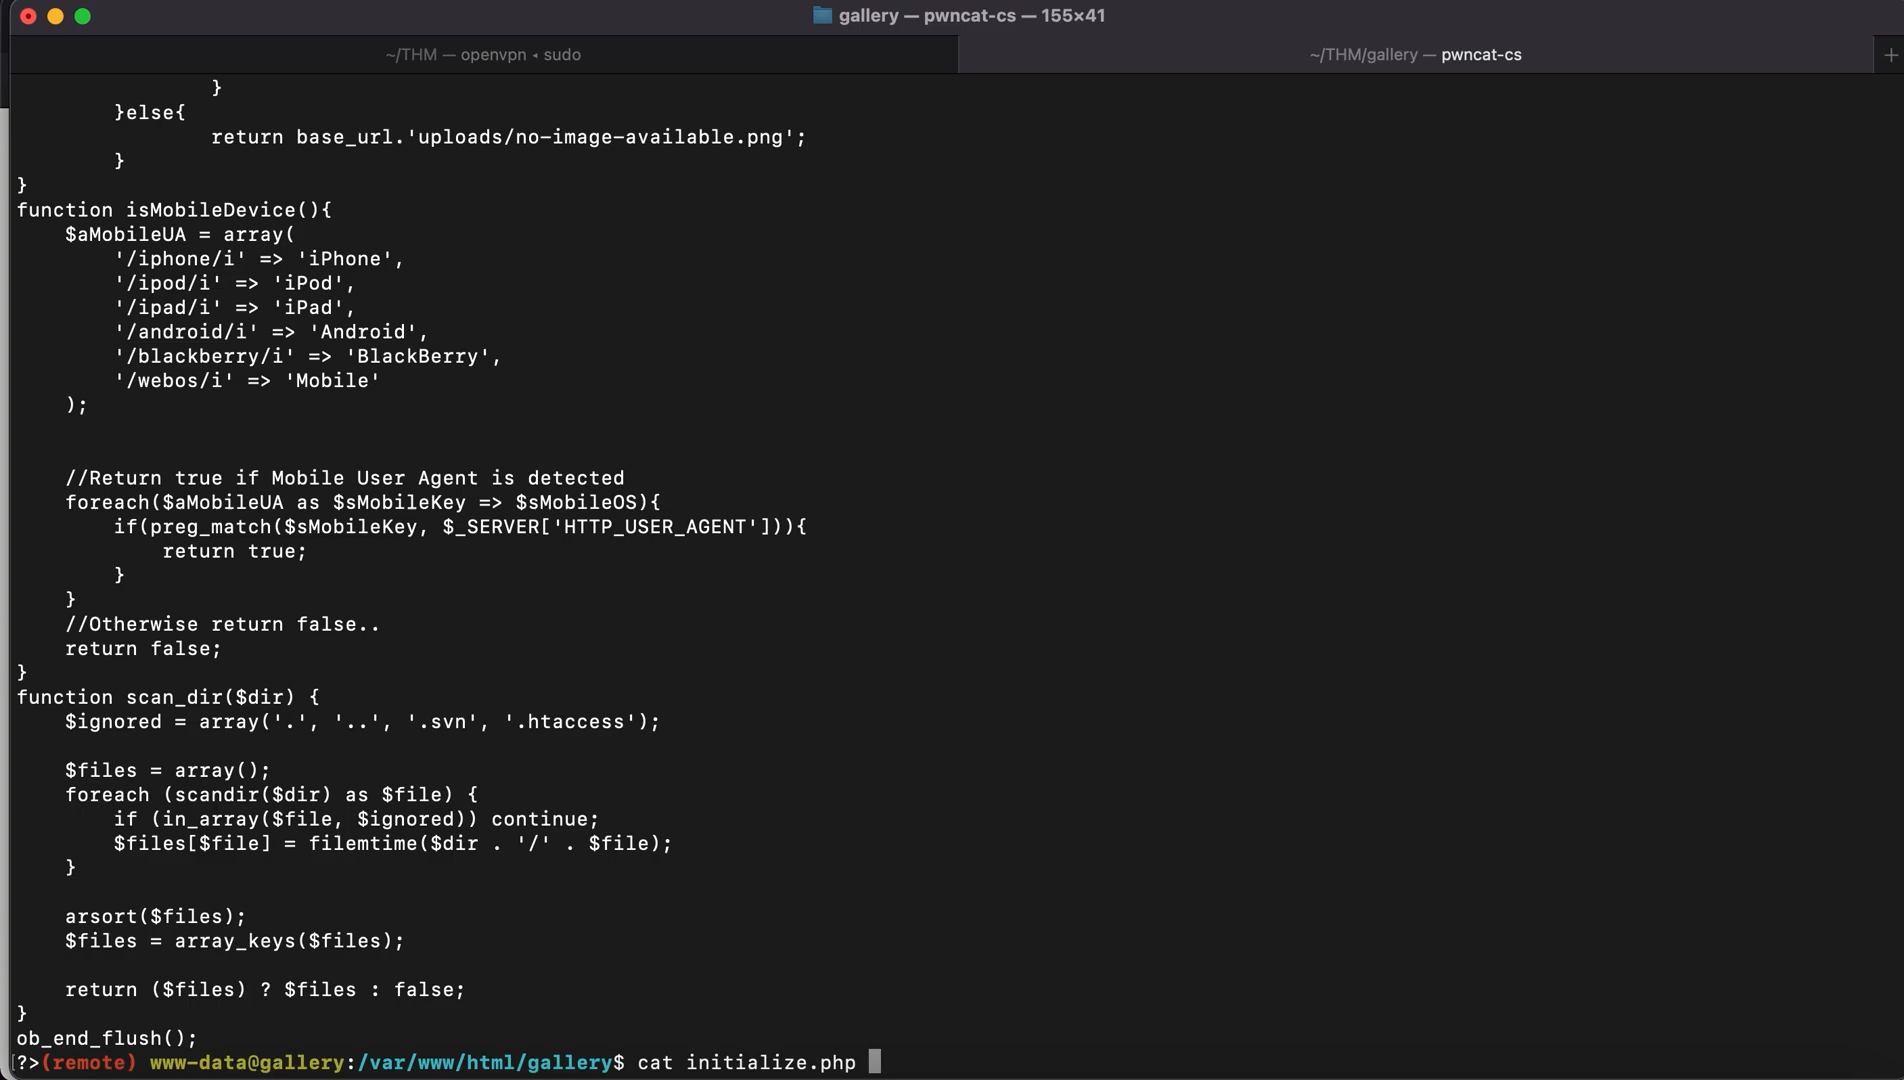 gallery — pwncat-cs — 155×41
~/THM — openvpn ◂ sudo
~/THM/gallery — pwncat-cs
+
                }
        }else{
                return base_url.'uploads/no-image-available.png';
        }
}
function isMobileDevice(){
    $aMobileUA = array(
        '/iphone/i' => 'iPhone',
        '/ipod/i' => 'iPod',
        '/ipad/i' => 'iPad',
        '/android/i' => 'Android',
        '/blackberry/i' => 'BlackBerry',
        '/webos/i' => 'Mobile'
    );
    //Return true if Mobile User Agent is detected
    foreach($aMobileUA as $sMobileKey => $sMobileOS){
        if(preg_match($sMobileKey, $_SERVER['HTTP_USER_AGENT'])){
            return true;
        }
    }
    //Otherwise return false..
    return false;
}
function scan_dir($dir) {
    $ignored = array('.', '..', '.svn', '.htaccess');
    $files = array();
    foreach (scandir($dir) as $file) {
        if (in_array($file, $ignored)) continue;
        $files[$file] = filemtime($dir . '/' . $file);
    }
    arsort($files);
    $files = array_keys($files);
    return ($files) ? $files : false;
}
ob_end_flush();
?>(remote) www-data@gallery:/var/www/html/gallery$ cat initialize.php